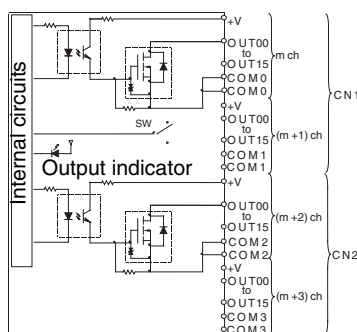 Internal circuits
SW
Output indicator
+V
OUT00
to
OUT15
COM0
COM0
m ch
+V
OUT00
to
OUT15
COM1
COM1
(m +1) ch
CN1
+V
OUT00
to
OUT15
COM2
COM2
(m +2) ch
+V
OUT00
to
OUT15
COM3
COM3
(m +3) ch
CN2